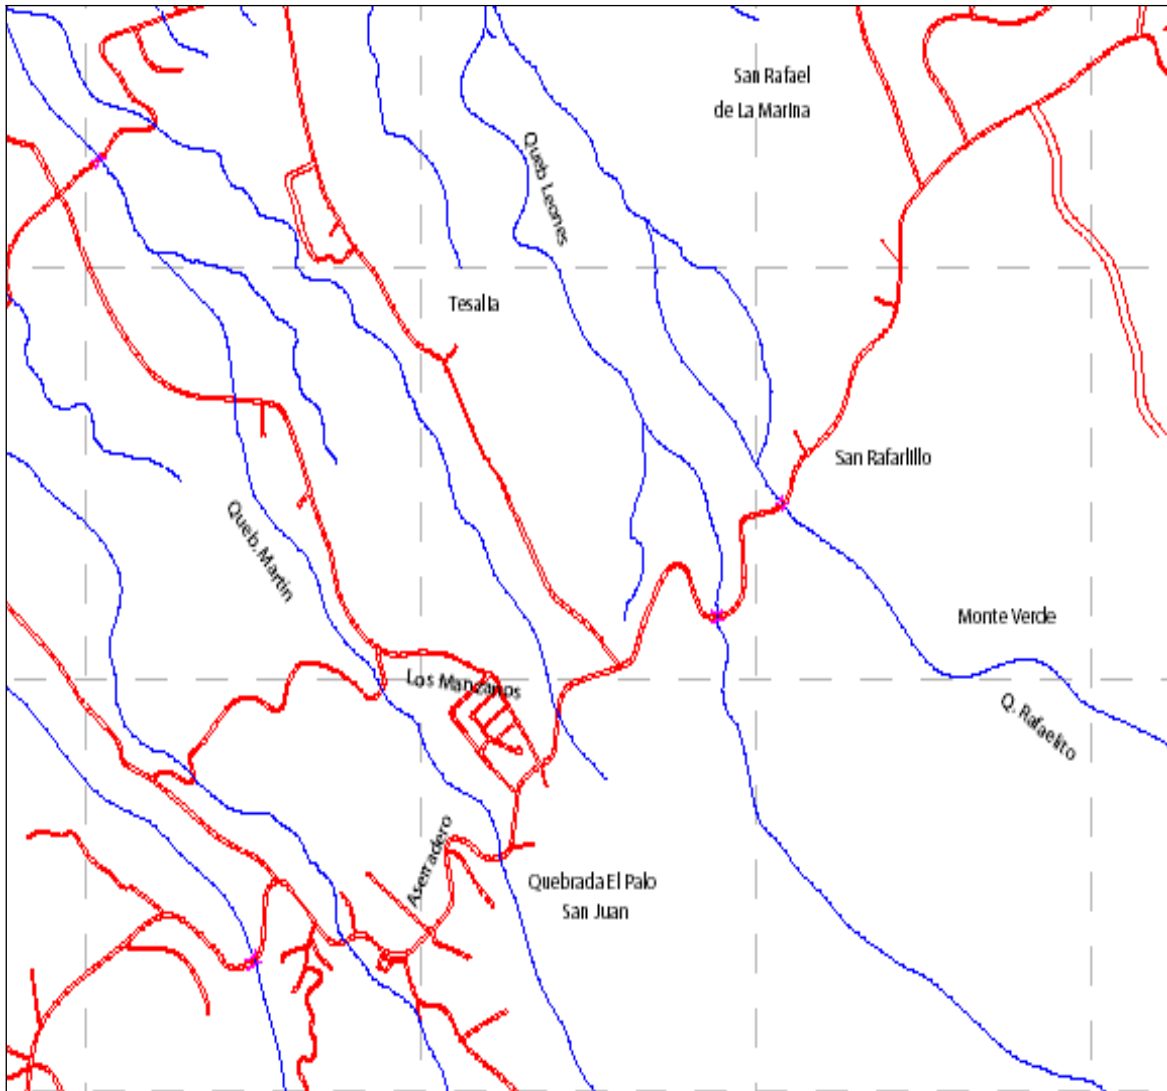 San Rafael
de La Marina
Queb Leones
Tesalia
San Rafarlillo
Queb. Martin
Monte Verde
Los Manzanos
Q. Rafaelito
Aserradero
Quebrada El Palo
San Juan